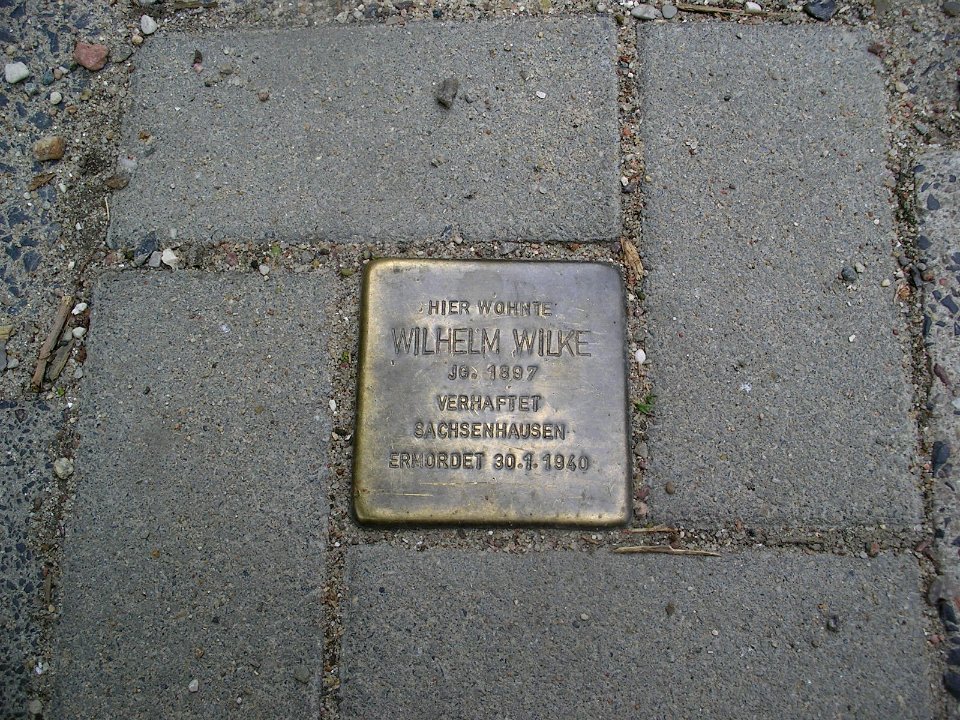 HIER WOHNTE
WILHELM WILKE
JG. 1897
VERHAFTET
SACHSENHAUSEN
ERMORDET 30.1.1940